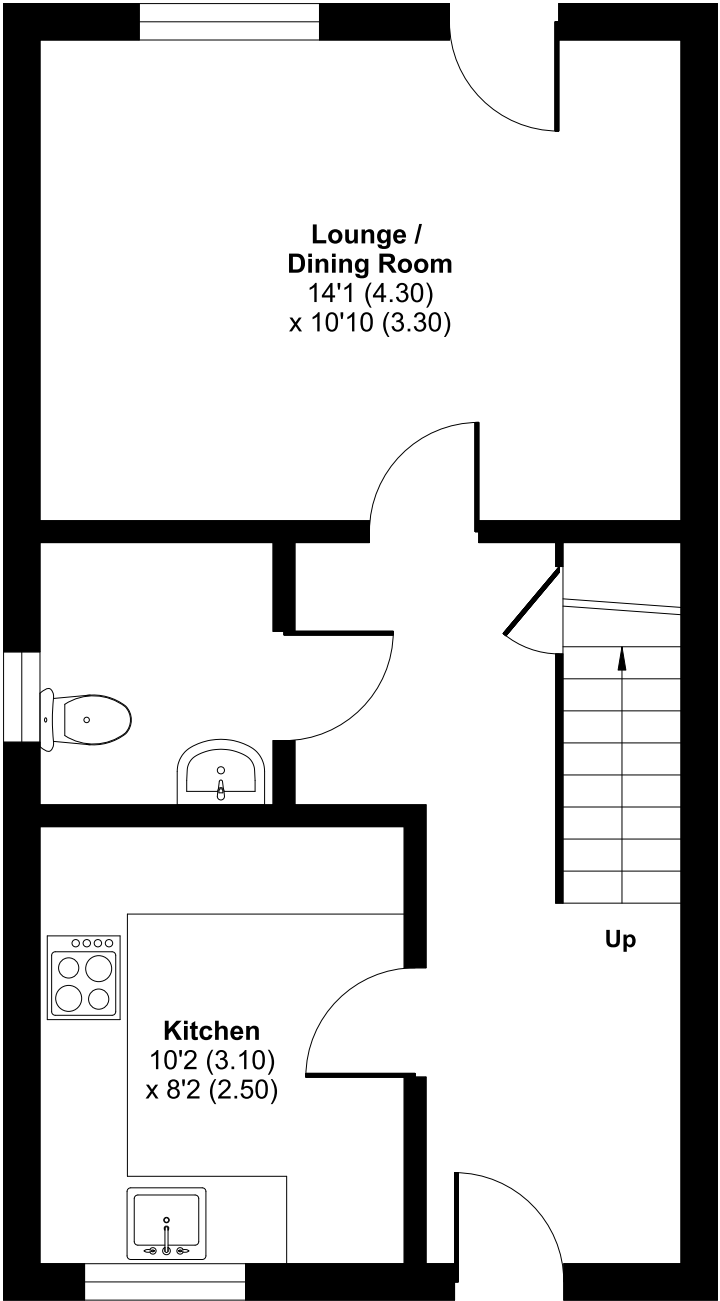 Lounge /
Dining Room
14'1 (4.30)
x 10'10 (3.30)
Up
Kitchen
10'2 (3.10)
x 8'2 (2.50)